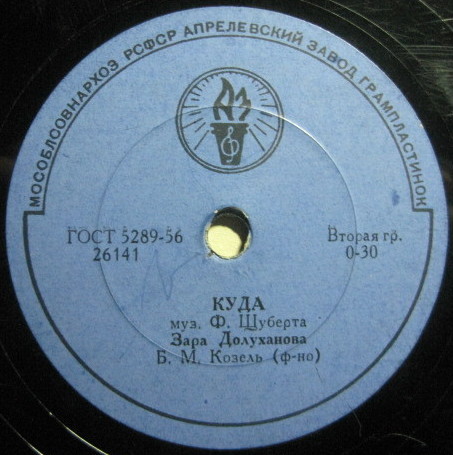 МОСОБЛСОВНАРХОЗ РСФСР АПРЕЛЕВСКИЙ ЗАВОД ГРАМПЛАСТИНОК
АЗ
ГОСТ 5289-56
26141
Вторая гр.
0-30
КУДА
муз. Ф. Шуберта
Зара Долуханова
Б. М. Козель (ф-но)